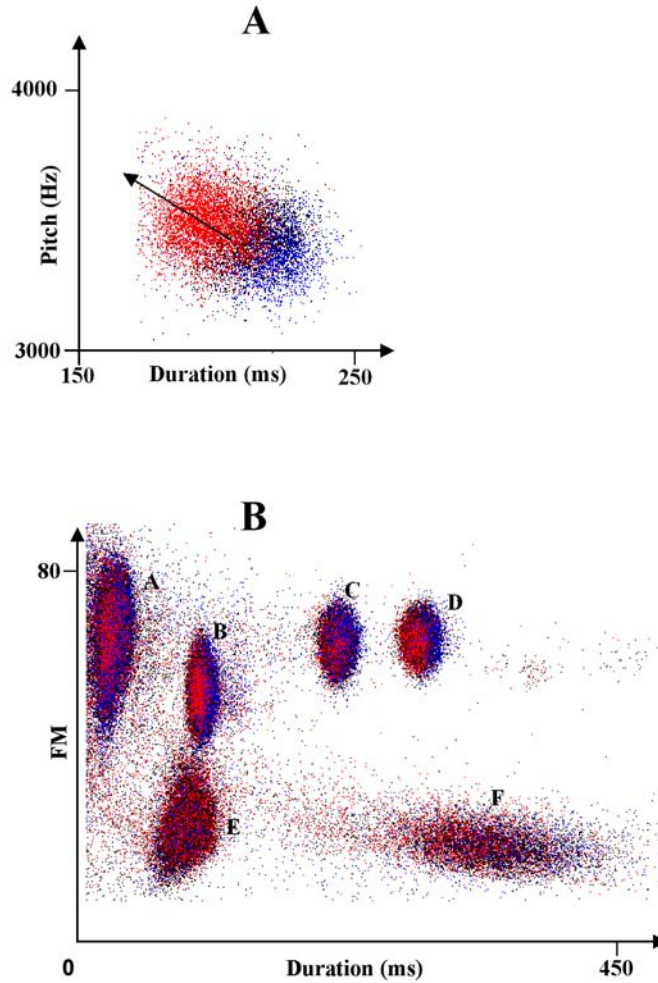 A
4000
Pitch (Hz)
3000
150 Duration (ms) 250
B
80
A
C
D
B
FM
F
E
0 Duration (ms) 450